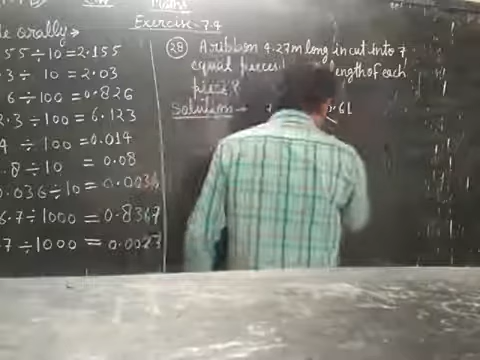 Maths
Exercise-7.4
orally→
55÷10=2.155
3÷10=2.03
6÷100=0.826
2.3÷100=6.123
÷100=0.014
.8÷10=0.08
0.036÷10=0.0036
6.7÷1000=0.8367
.7÷1000=0.0027
28 A ribbon 4.27m long in cut into 7
equal pieces. length of each
piece?
Solution→ .61